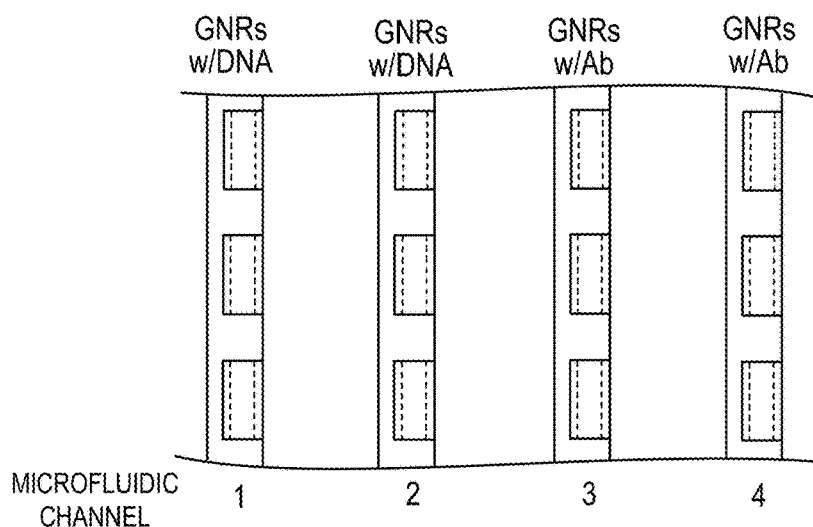 GNRs
w/DNA
GNRs
w/DNA
GNRs
w/Ab
GNRs
w/Ab
MICROFLUIDIC
CHANNEL
1
2
3
4